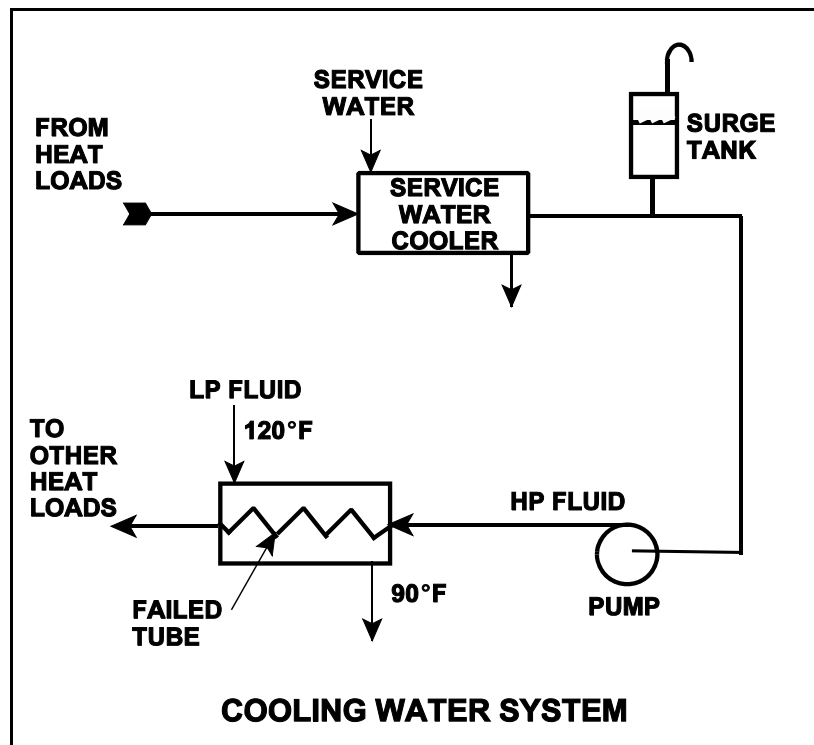 SERVICE
WATER
FROM
HEAT
LOADS
SERVICE
WATER
COOLER
SURGE
TANK
LP FLUID
120°F
TO
OTHER
HEAT
LOADS
HP FLUID
90°F
FAILED
TUBE
PUMP
COOLING WATER SYSTEM